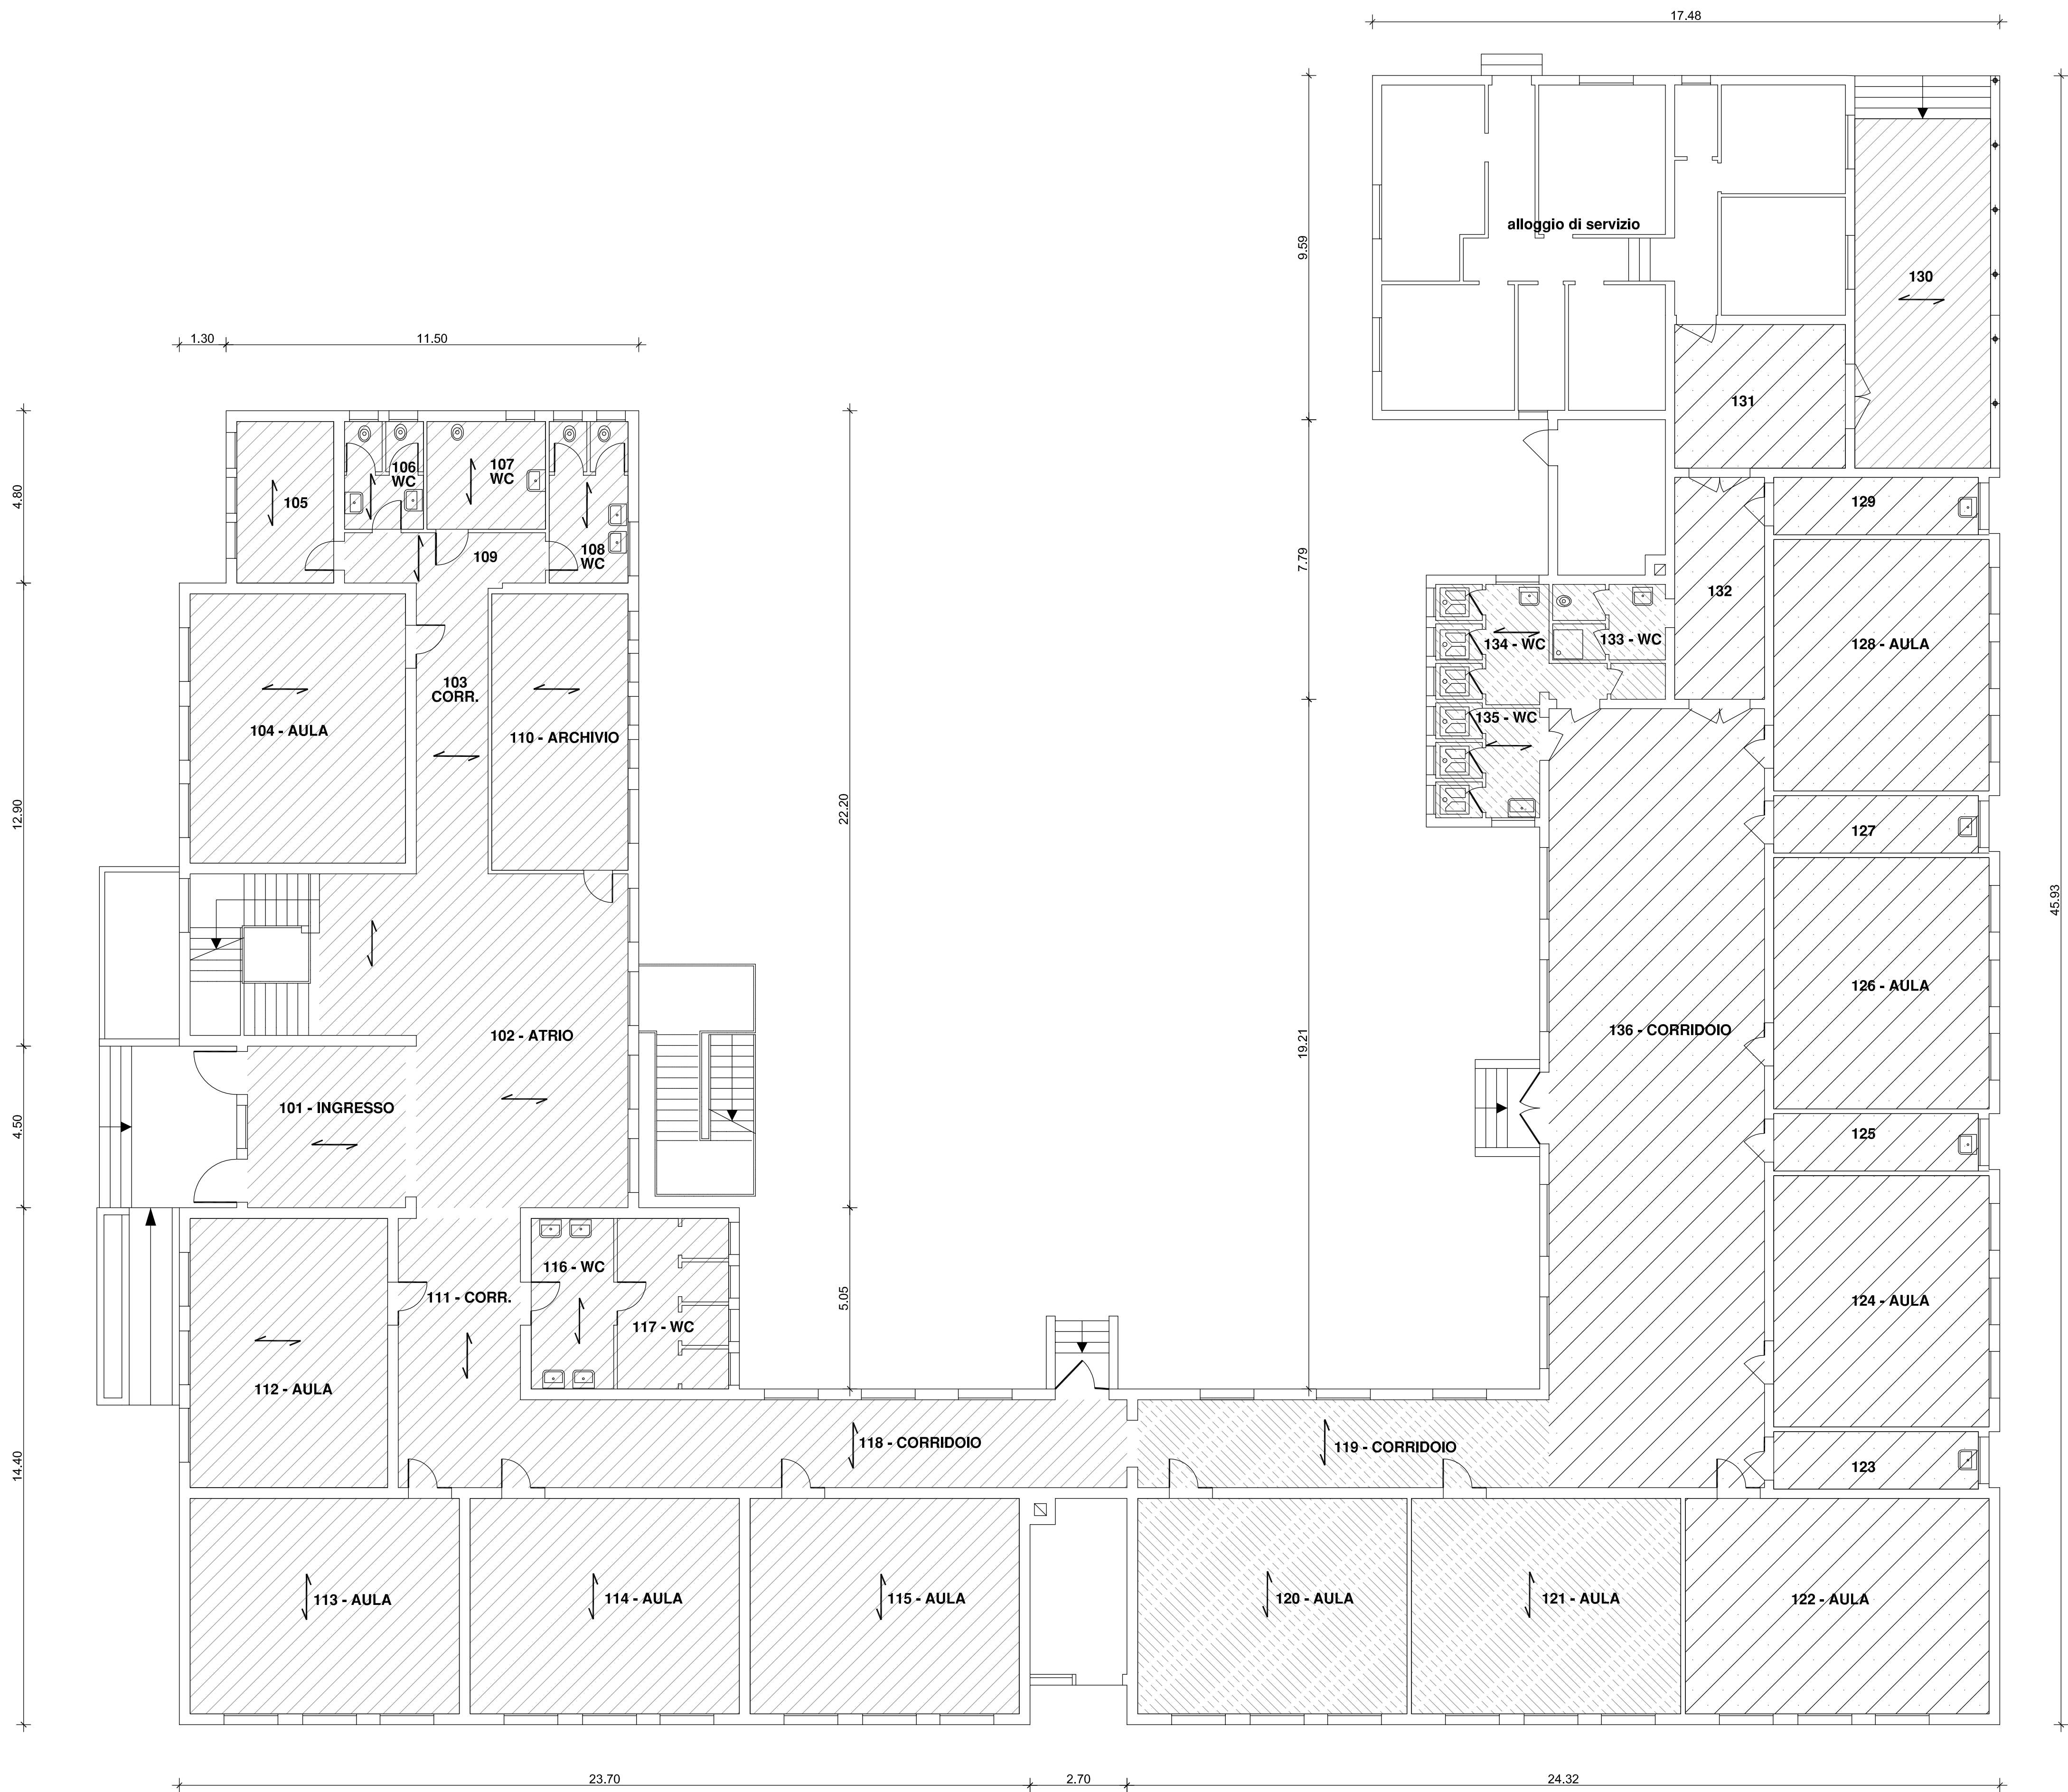 17.48
9.59
alloggio di servizio
130
1.30
11.50
131
4.80
106
WC
107
WC
105
129
109
108
WC
7.79
132
133 - WC
134 - WC
128 - AULA
103
CORR.
135 - WC
104 - AULA
110 - ARCHIVIO
12.90
22.20
127
45.93
126 - AULA
102 - ATRIO
136 - CORRIDOIO
19.21
101 - INGRESSO
4.50
125
116 - WC
111 - CORR.
5.05
124 - AULA
117 - WC
112 - AULA
118 - CORRIDOIO
119 - CORRIDOIO
14.40
123
113 - AULA
114 - AULA
115 - AULA
120 - AULA
121 - AULA
122 - AULA
23.70
2.70
24.32